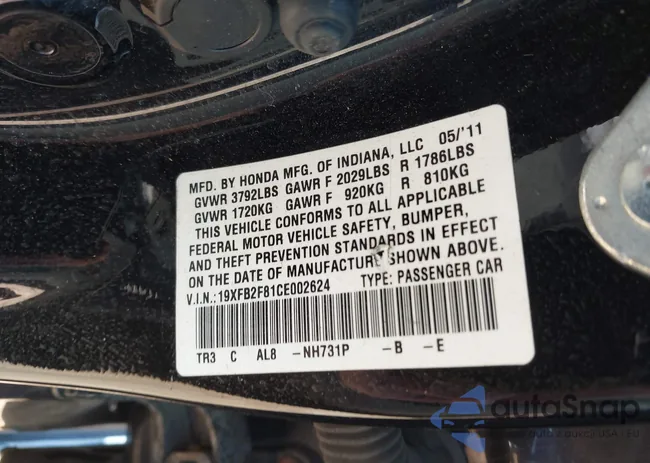 MFD. BY HONDA MFG. OF INDIANA, LLC 05/'11
GVWR 3792LBS GAWR F 2029LBS R 1786LBS
GVWR 1720KG GAWR F 920KG R 810KG
THIS VEHICLE CONFORMS TO ALL APPLICABLE
FEDERAL MOTOR VEHICLE SAFETY, BUMPER,
AND THEFT PREVENTION STANDARDS IN EFFECT
ON THE DATE OF MANUFACTURE SHOWN ABOVE.
V.I.N.:19XFB2F81CE002624 TYPE: PASSENGER CAR
TR3 C AL8 -NH731P -B -E
autoSnap